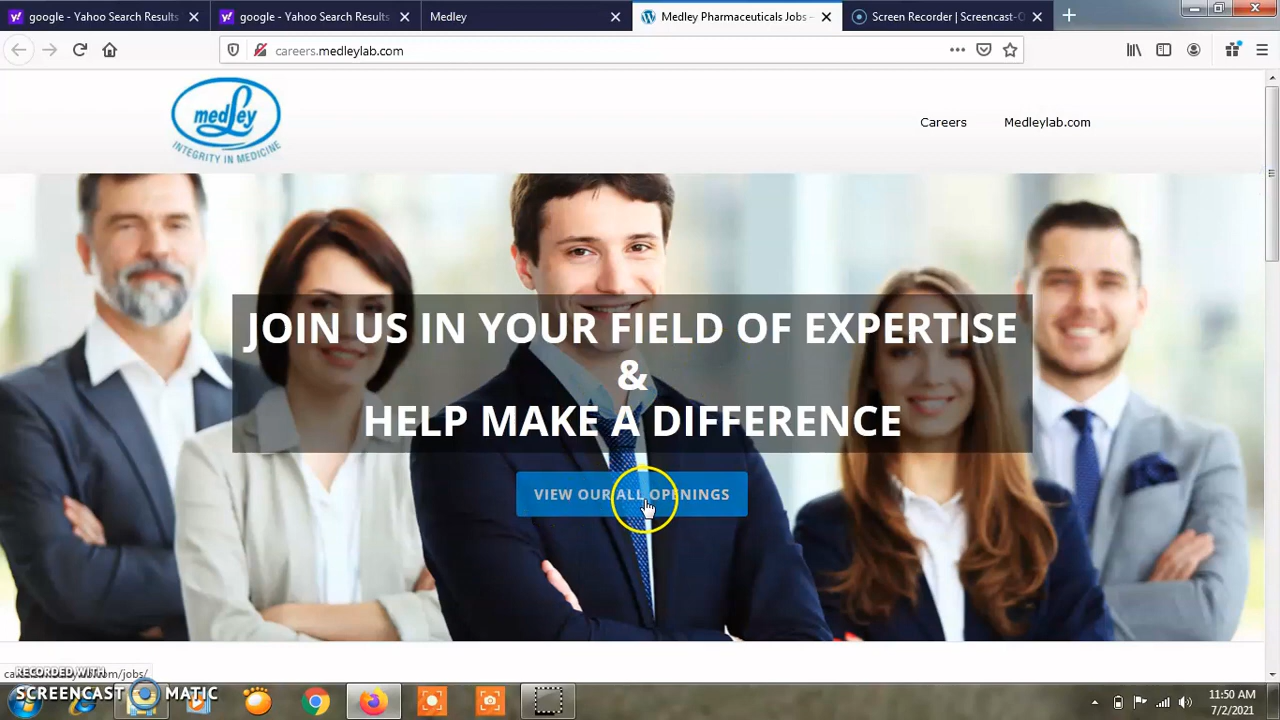 google - Yahoo Search Results
google - Yahoo Search Results
Medley
Medley Pharmaceuticals Jobs -
Screen Recorder | Screencast-O
careers.medleylab.com
medley
INTEGRITY IN MEDICINE
Careers
Medleylab.com
JOIN US IN YOUR FIELD OF EXPERTISE
&
HELP MAKE A DIFFERENCE
VIEW OUR ALL OPENINGS
RECORDED WITH
SCREENCAST MATIC
11:50 AM
7/2/2021